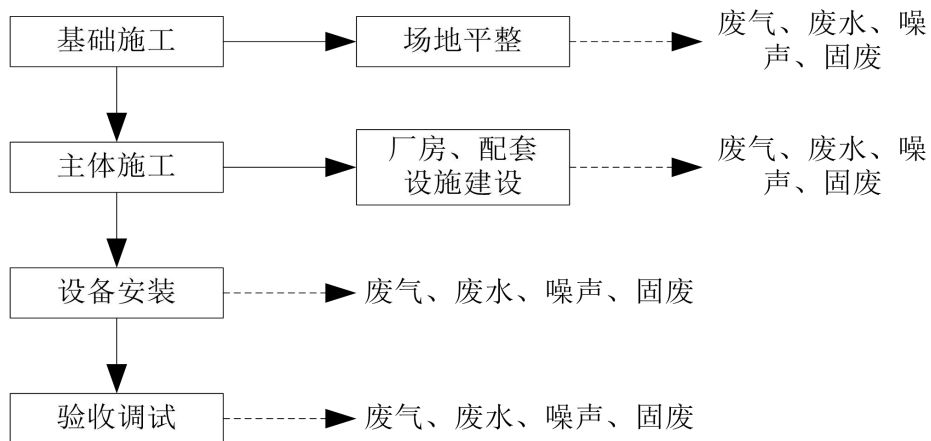 基础施工
场地平整
废气、废水、噪
声、固废
主体施工
厂房、配套
设施建设
废气、废水、噪
声、固废
设备安装
废气、废水、噪声、固废
验收调试
废气、废水、噪声、固废